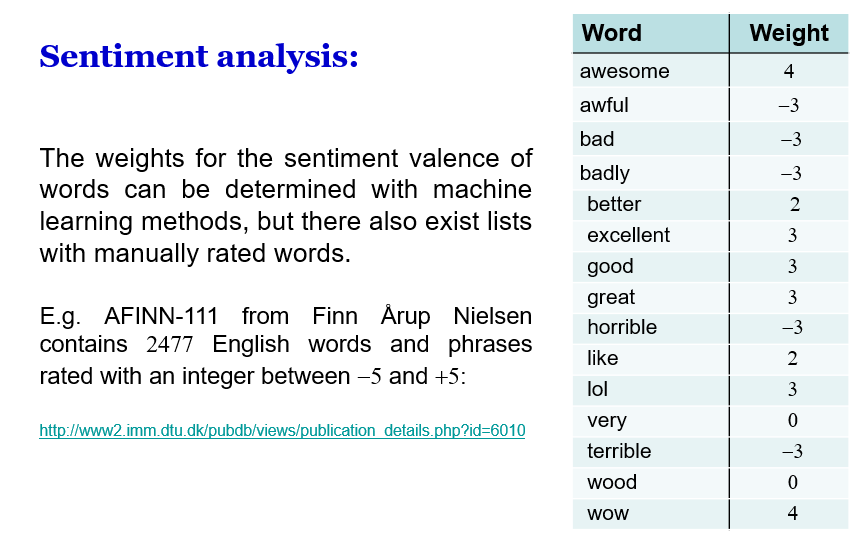 Sentiment analysis:
The weights for the sentiment valence of
words can be determined with machine
learning methods, but there also exist lists
with manually rated words.
E.g. AFINN-111 from Finn Årup Nielsen
contains 2477 English words and phrases
rated with an integer between –5 and +5:
http://www2.imm.dtu.dk/pubdb/views/publication_details.php?id=6010
Word Weight
awesome 4
awful –3
bad –3
badly –3
better 2
excellent 3
good 3
great 3
horrible –3
like 2
lol 3
very 0
terrible –3
wood 0
wow 4